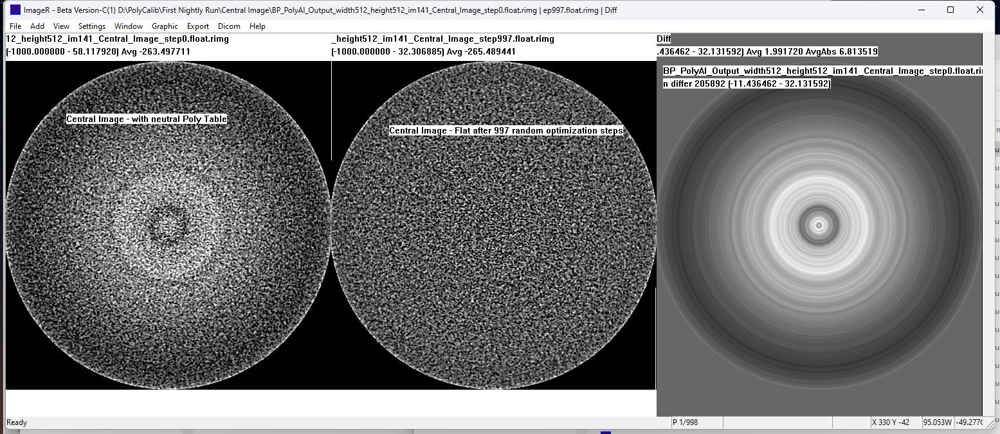 ImageR - Beta Version-C(1) D:\PolyCalib\First Nightly Run\Central Image\BP_PolyAI_Output_width512_height512_im141_Central_Image_step0.float.rimg | ep997.float.rimg | Diff
File Add View Settings Window Graphic Export Dicom Help
12_height512_im141_Central_Image_step0.float.rimg
(-1000.000000 - 58.117920) Avg -263.497711
_height512_im141_Central_Image_step997.float.rimg
(-1000.000000 - 32.306885) Avg -265.489441
Diff
.436462 - 32.131592) Avg 1.991720 AvgAbs 6.813519
BP_PolyAI_Output_width512_height512_im141_Central_Image_step0.float.ri
n differ 205892 (-11.436462 - 32.131592)
Central Image - with neutral Poly Table
Central Image - Flat after 997 random optimization steps
Ready
P 1/998
X 330 Y -42
95.053W
-49.277